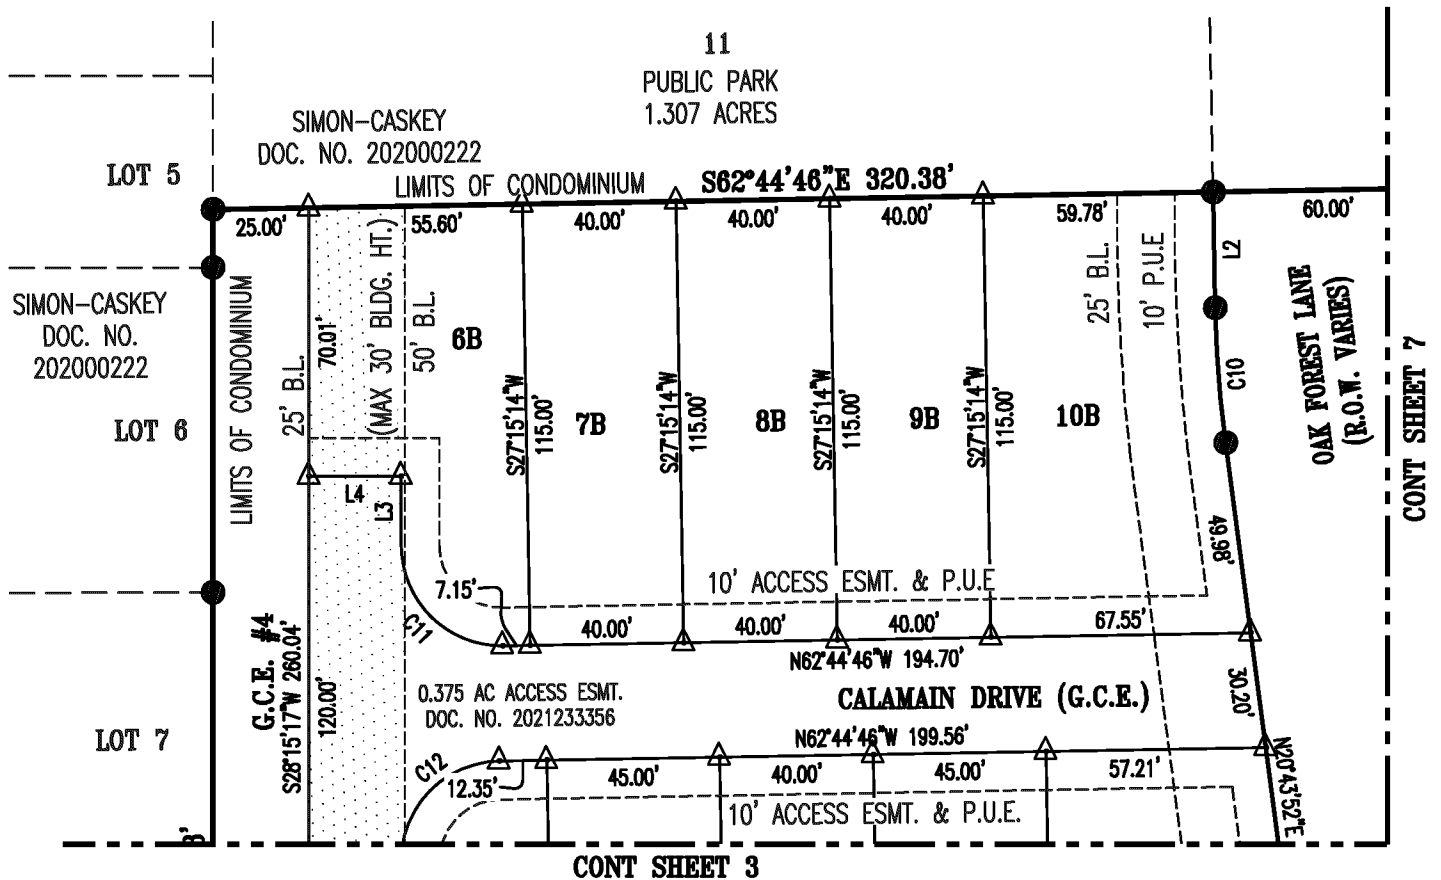 11
PUBLIC PARK
1.307 ACRES
SIMON-CASKEY
DOC. NO. 202000222
LOT 5
LIMITS OF CONDOMINIUM
S62°44'46"E 320.38'
25.00'
55.60'
40.00'
40.00'
40.00'
59.78'
60.00'
SIMON-CASKEY
DOC. NO.
202000222
LIMITS OF CONDOMINIUM
25' B.L.
70.01'
(MAX 30' BLDG. HT.)
50' B.L.
6B
S27°15'14"W
115.00'
7B
S27°15'14"W
115.00'
8B
S27°15'14"W
115.00'
9B
S27°15'14"W
115.00'
10B
25' B.L.
10' P.U.E
L2
C10
OAK FOREST LANE
(R.O.W. VARIES)
CONT SHEET 7
LOT 6
L4
L3
49.98'
7.15'
10' ACCESS ESMT. & P.U.E
C11
40.00'
40.00'
40.00'
67.55'
N62°44'46"W 194.70'
G.C.E. #4
S28°15'17"W 260.04'
120.00'
0.375 AC ACCESS ESMT.
DOC. NO. 2021233356
CALAMAIN DRIVE (G.C.E.)
30.20'
LOT 7
N62°44'46"W 199.56'
C12
12.35'
45.00'
40.00'
45.00'
57.21'
N20°43'52"E
10' ACCESS ESMT. & P.U.E.
CONT SHEET 3